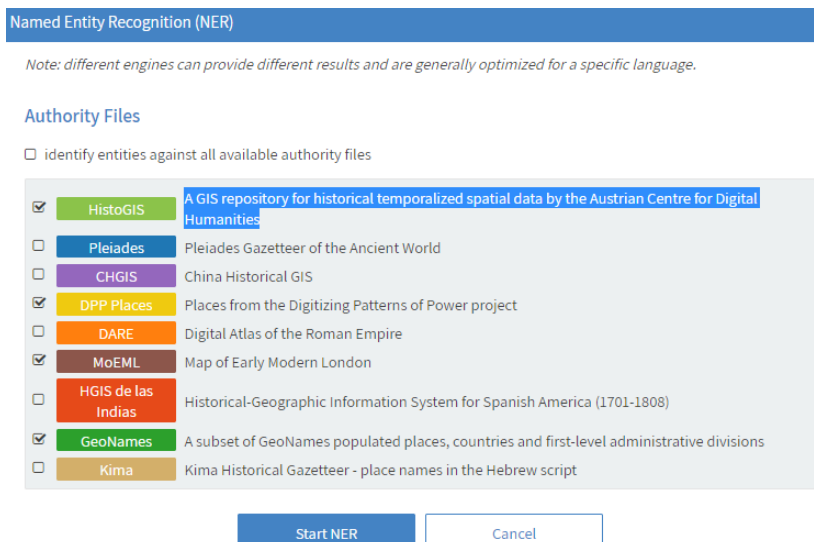 Named Entity Recognition (NER)
Note: different engines can provide different results and are generally optimized for a specific language.
Authority Files
identify entities against all available authority files
HistoGIS A GIS repository for historical temporalized spatial data by the Austrian Centre for Digital
Humanities
Pleiades Pleiades Gazetteer of the Ancient World
CHGIS China Historical GIS
DPP Places Places from the Digitizing Patterns of Power project
DARE Digital Atlas of the Roman Empire
MoEML Map of Early Modern London
HGIS de las
Indias Historical-Geographic Information System for Spanish America (1701-1808)
GeoNames A subset of GeoNames populated places, countries and first-level administrative divisions
Kima Kima Historical Gazetteer - place names in the Hebrew script
Start NER Cancel